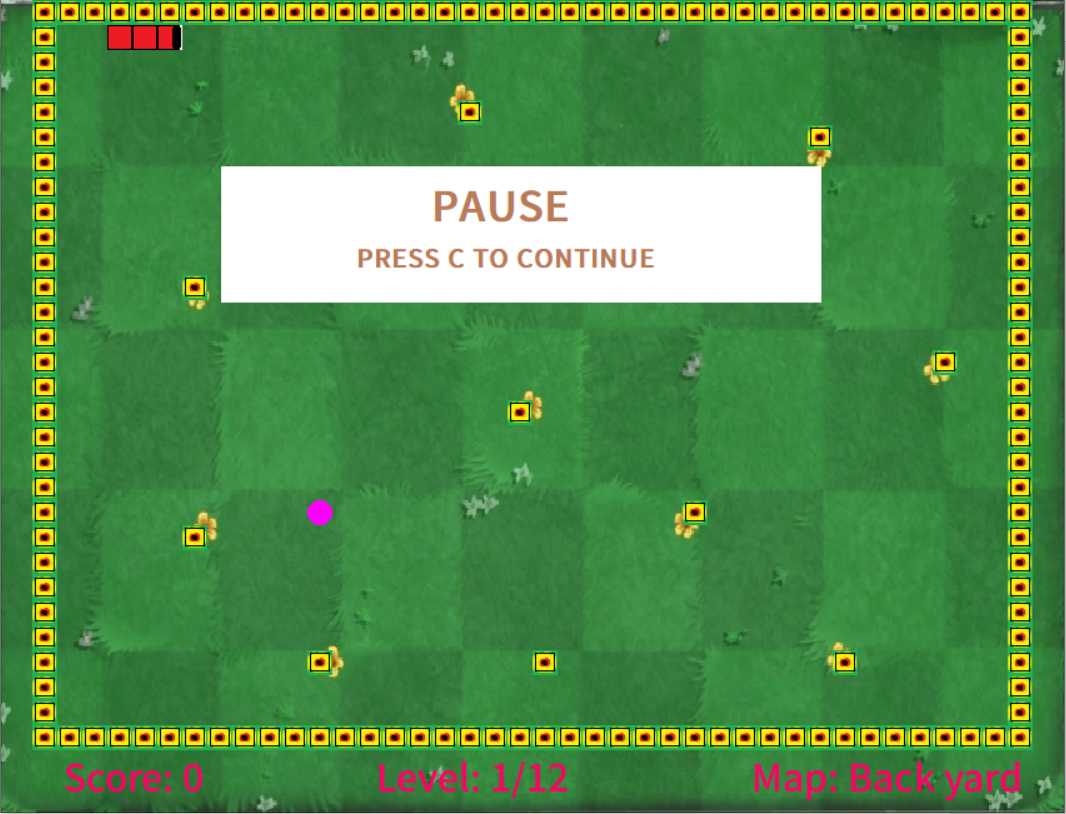 PAUSE
PRESS C TO CONTINUE
Score: 0
Level: 1/12
Map: Back yard